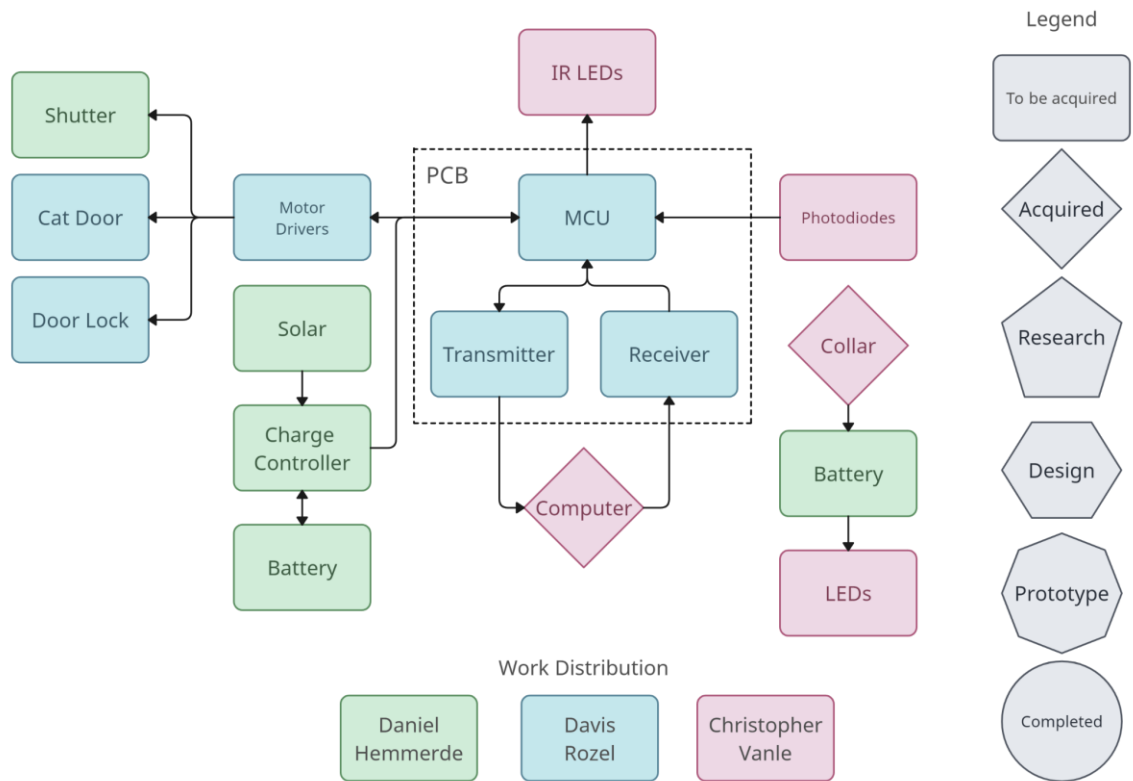 Legend
IR LEDs
Shutter
To be acquired
PCB
Cat Door
Motor
Drivers
MCU
Photodiodes
Acquired
Door Lock
Solar
Transmitter
Receiver
Collar
Research
Charge
Controller
Battery
Design
Computer
Battery
LEDs
Prototype
Work Distribution
Daniel
Hemmerde
Davis
Rozel
Christopher
Vanle
Completed